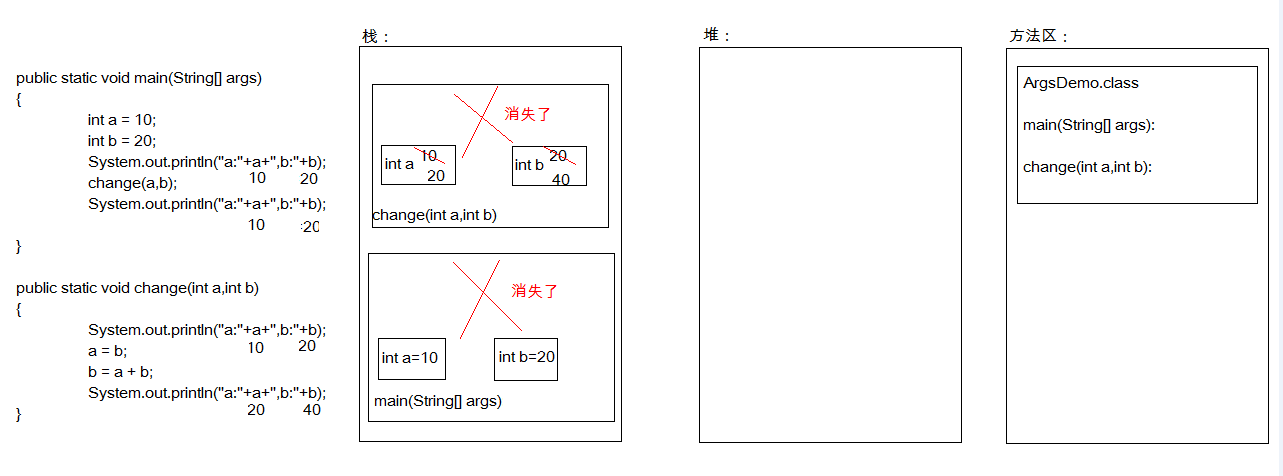 public static void main(String[] args)
{
int a = 10;
int b = 20;
System.out.println("a:"+a+",b:"+b);
10 20
change(a,b);
System.out.println("a:"+a+",b:"+b);
10 :20
}
public static void change(int a,int b)
{
System.out.println("a:"+a+",b:"+b);
10 20
a = b;
b = a + b;
System.out.println("a:"+a+",b:"+b);
20 40
}
栈：
消失了
int a 10
20
int b 20
40
change(int a,int b)
消失了
int a=10
int b=20
main(String[] args)
堆：
方法区：
ArgsDemo.class
main(String[] args):
change(int a,int b):